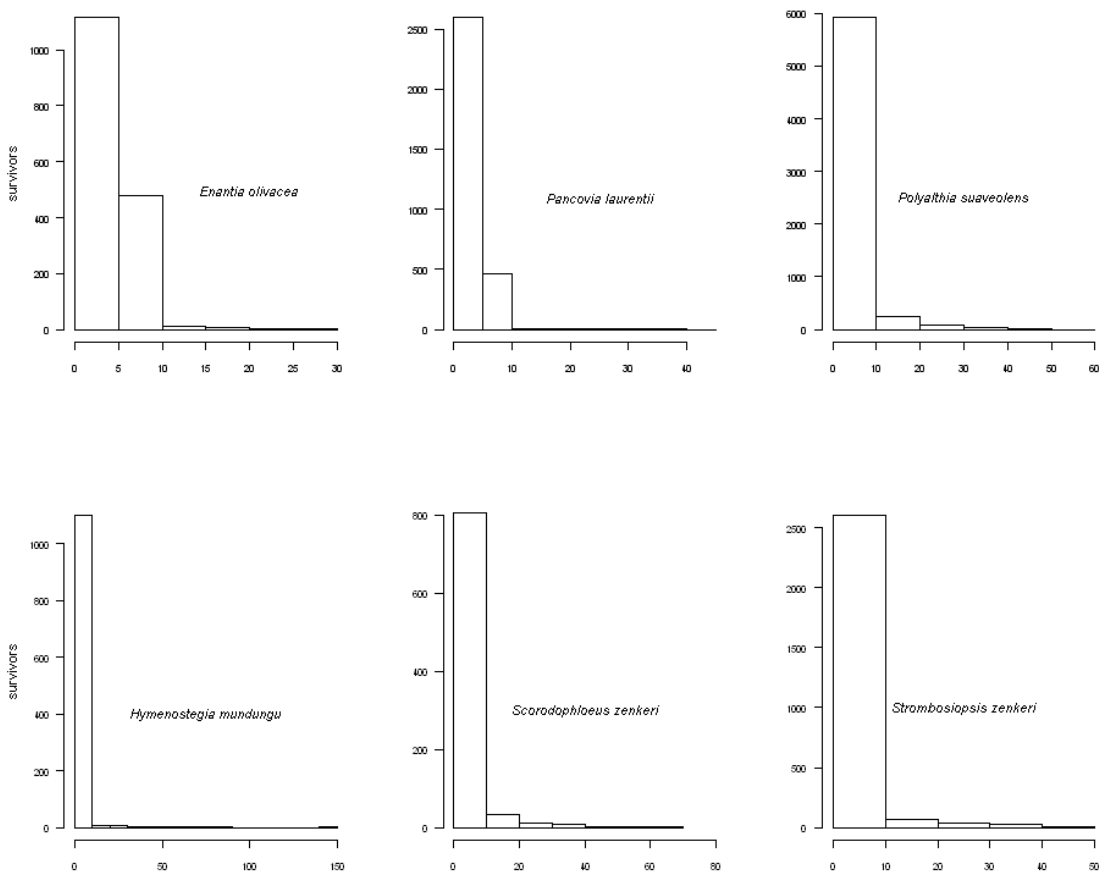 survivors
1000
800
600
400
200
0
Enantia olivacea
0 5 10 15 20 25 30
2500
2000
1500
1000
500
0
Pancovia laurentii
0 10 20 30 40
6000
5000
4000
3000
2000
1000
0
Polyalthia suaveolens
0 10 20 30 40 50 60
survivors
1000
800
600
400
200
0
Hymenostegia mundungu
0 50 100 150
800
600
400
200
0
Scorodophloeus zenkeri
0 20 40 60 80
2500
2000
1500
1000
500
0
Strombosiopsis zenkeri
0 10 20 30 40 50